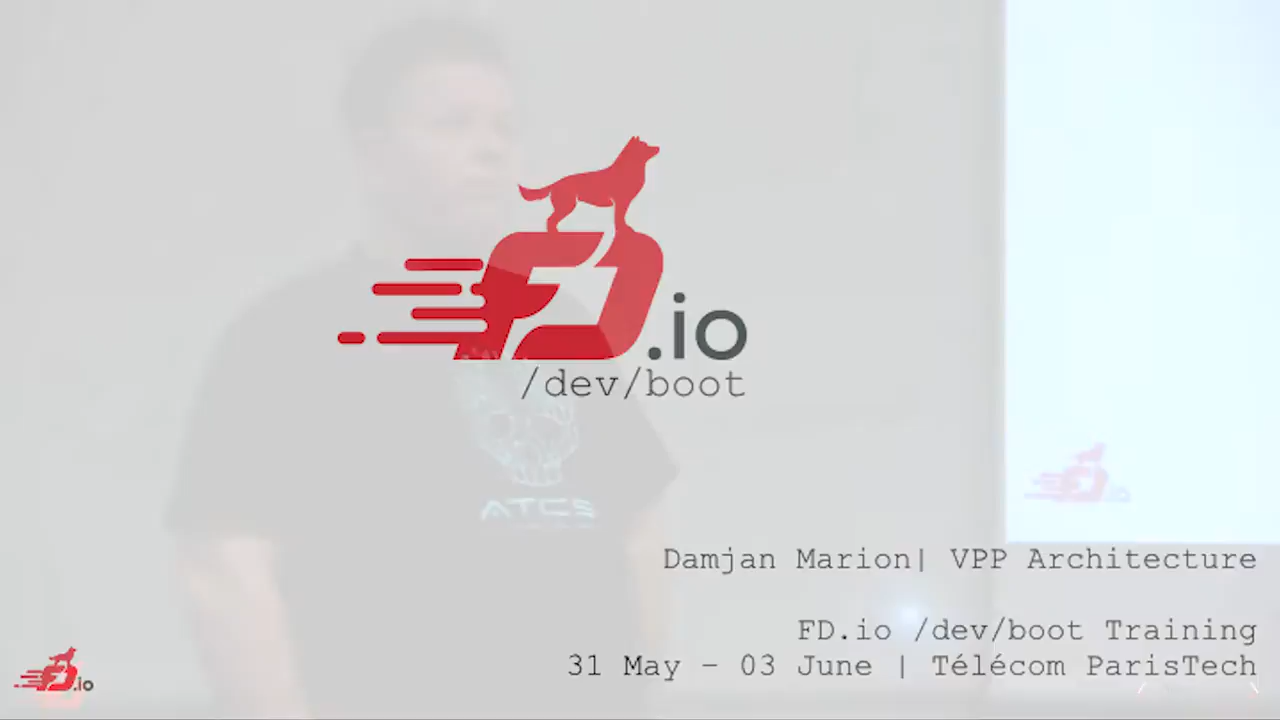 .io
/dev/boot
ATCS
Damjan Marion| VPP Architecture
FD.io /dev/boot Training
31 May – 03 June | Télécom ParisTech
.io